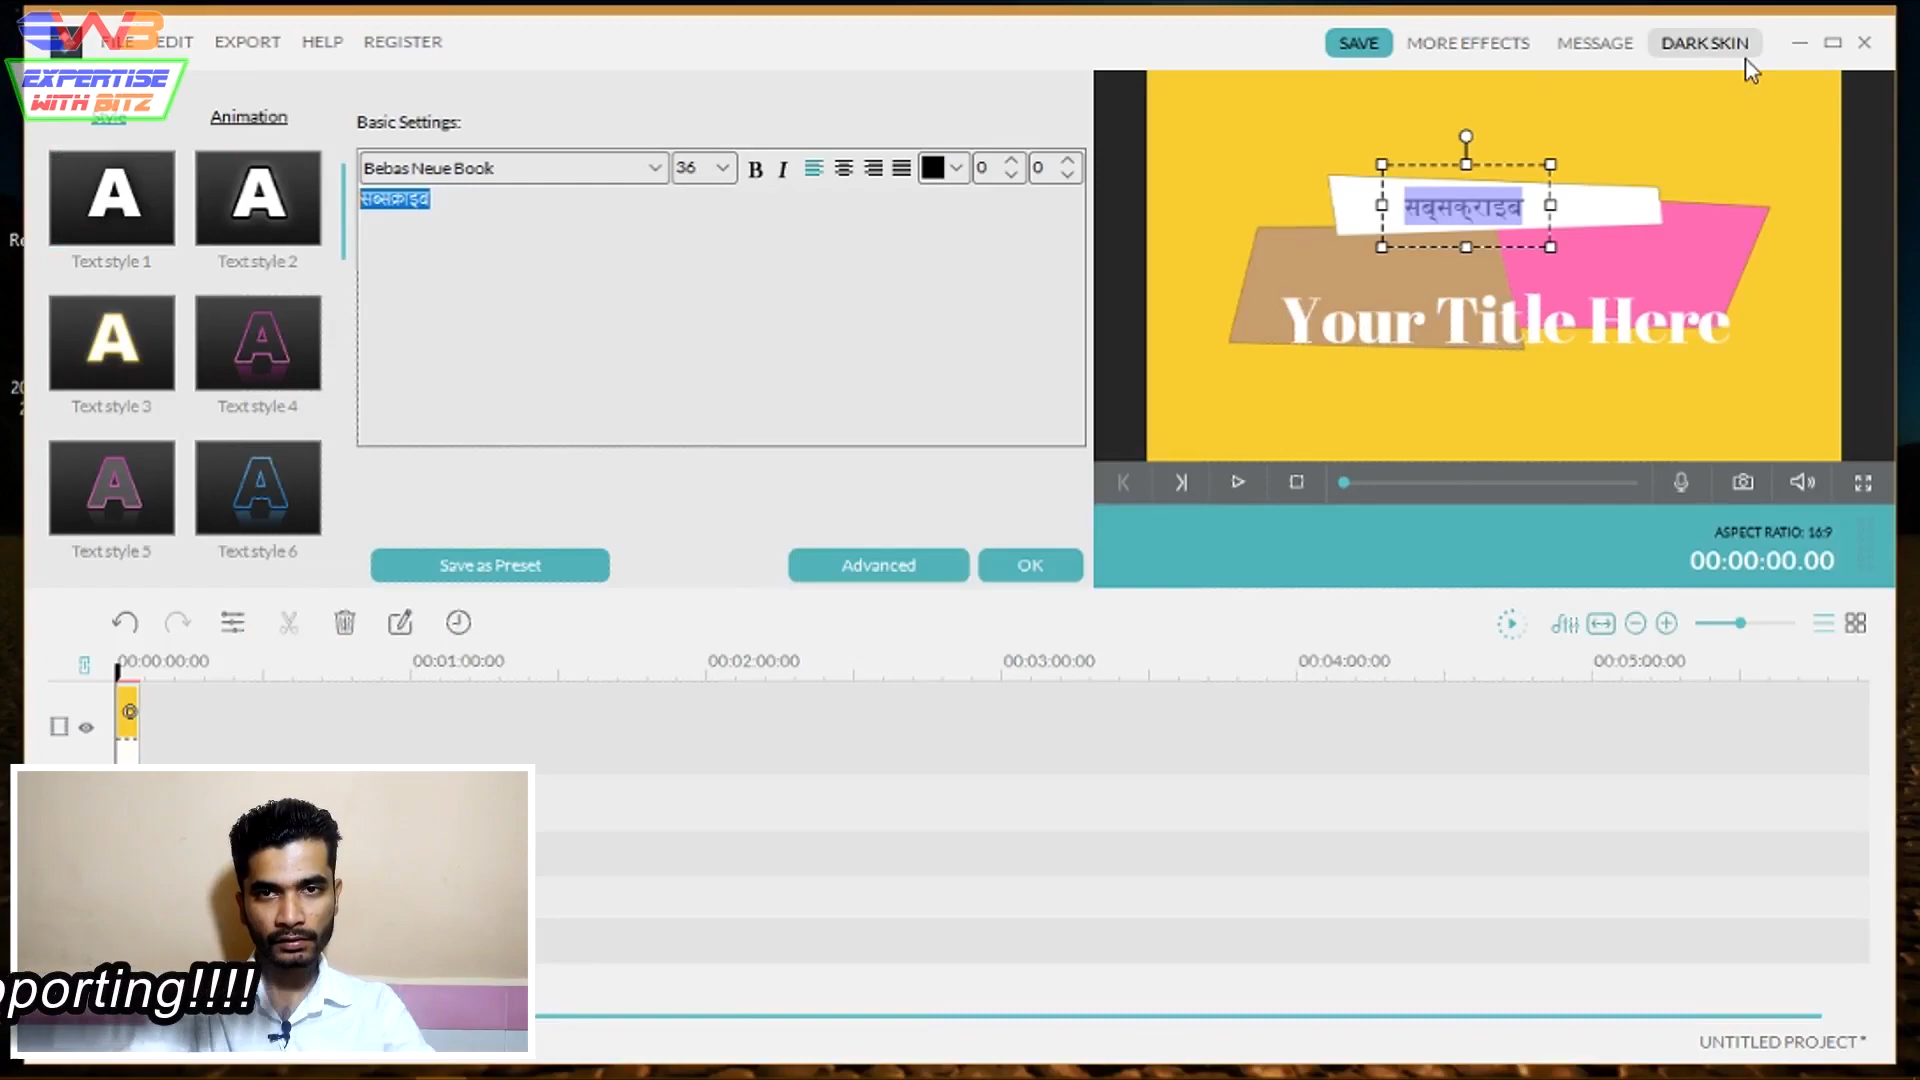 EWB
EXPERTISE
WITH BITZ
FILE EDIT EXPORT HELP REGISTER
SAVE MORE EFFECTS MESSAGE DARK SKIN
Style Animation
Basic Settings:
Bebas Neue Book 36 B I 0 0
सब्सक्राइब
A A
Text style 1 Text style 2
A A
Text style 3 Text style 4
A A
Text style 5 Text style 6
Save as Preset Advanced OK
सब्सक्राइब
Your Title Here
ASPECT RATIO: 16:9
00:00:00.00
00:00:00:00 00:01:00:00 00:02:00:00 00:03:00:00 00:04:00:00 00:05:00:00
pporting!!!!
UNTITLED PROJECT *